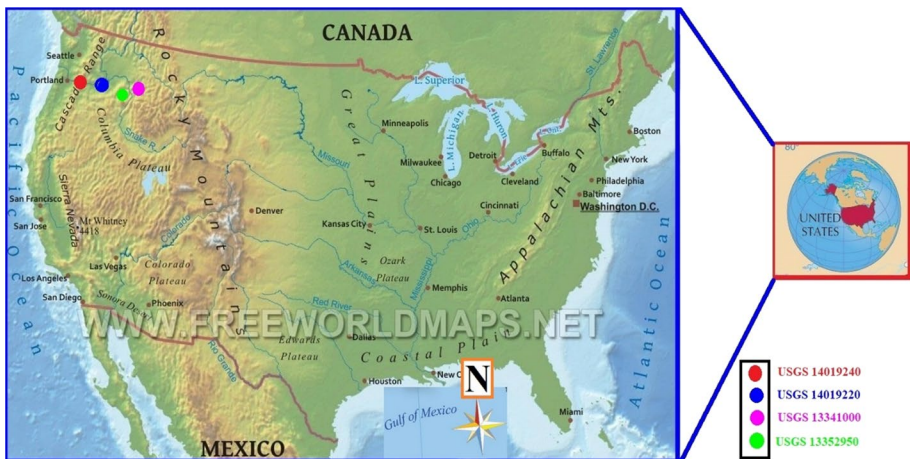 CANADA
Seattle
Portland
Cascade Range
Rocky Mountains
Columbia Plateau
Snake R.
Missouri
Great Plains
Minneapolis
L. Superior
L. Michigan
L. Huron
St. Lawrence
Milwaukee
Chicago
Detroit
Cleveland
Buffalo
Boston
New York
Philadelphia
Baltimore
Washington D.C.
Appalachian Mts.
Cincinnati
Ohio
Pacific Ocean
San Francisco
San Jose
Sierra Nevada
Mt Whitney
4418
Denver
Kansas City
St. Louis
Colorado
Las Vegas
Colorado
Plateau
Ozark
Plateau
Arkansas
Mississippi
Memphis
Los Angeles
San Diego
Sonora Desert
Phoenix
Red River
Atlanta
Atlantic Ocean
WWW.FREEWORLDMAPS.NET
Dallas
Edwards
Plateau
Coastal Plain
Rio Grande
Houston
New
N
Gulf of Mexico
Miami
MEXICO
80°
UNITED
STATES
USGS 14019240
USGS 14019220
USGS 13341000
USGS 13352950